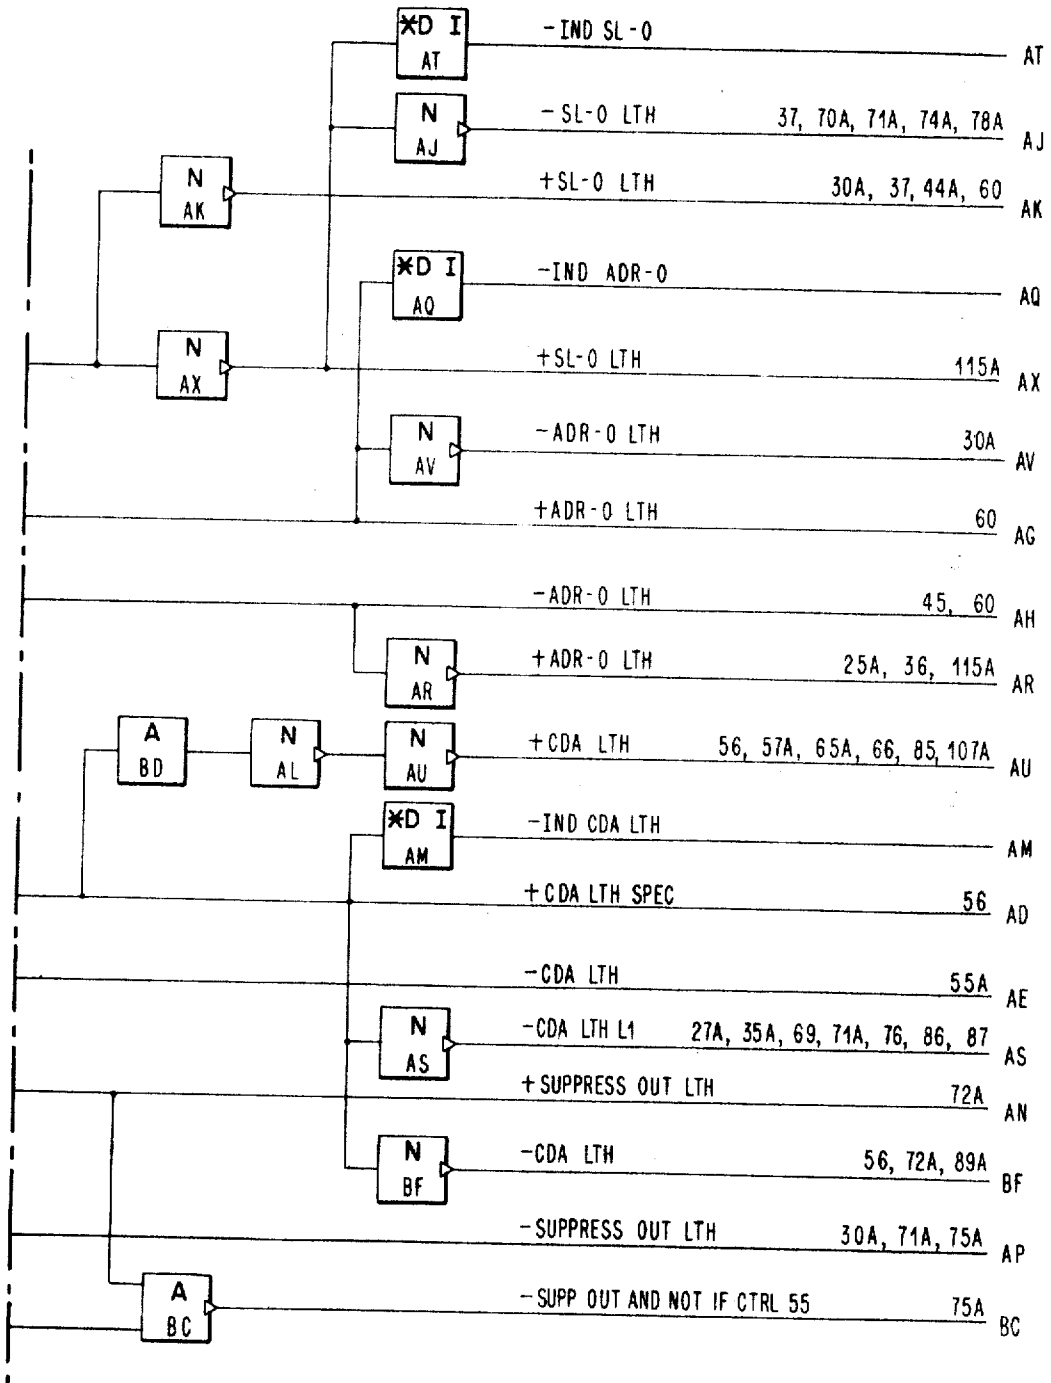 *D I
AT
-IND SL-0
AT
N
AJ
-SL-0 LTH 37, 70A, 71A, 74A, 78A AJ
N
AK
+SL-0 LTH 30A, 37, 44A, 60 AK
*D I
AQ
-IND ADR-0
AQ
N
AX
+SL-0 LTH 115A AX
N
AV
-ADR-0 LTH 30A AV
+ADR-0 LTH 60 AG
-ADR-0 LTH 45, 60 AH
N
AR
+ADR-0 LTH 25A, 36, 115A AR
A
BD
N
AL
N
AU
+CDA LTH 56, 57A, 65A, 66, 85, 107A AU
*D I
AM
-IND CDA LTH
AM
+CDA LTH SPEC 56 AD
-CDA LTH 55A AE
N
AS
-CDA LTH L1 27A, 35A, 69, 71A, 76, 86, 87 AS
+SUPPRESS OUT LTH 72A AN
N
BF
-CDA LTH 56, 72A, 89A BF
-SUPPRESS OUT LTH 30A, 71A, 75A AP
A
BC
-SUPP OUT AND NOT IF CTRL 55 75A BC